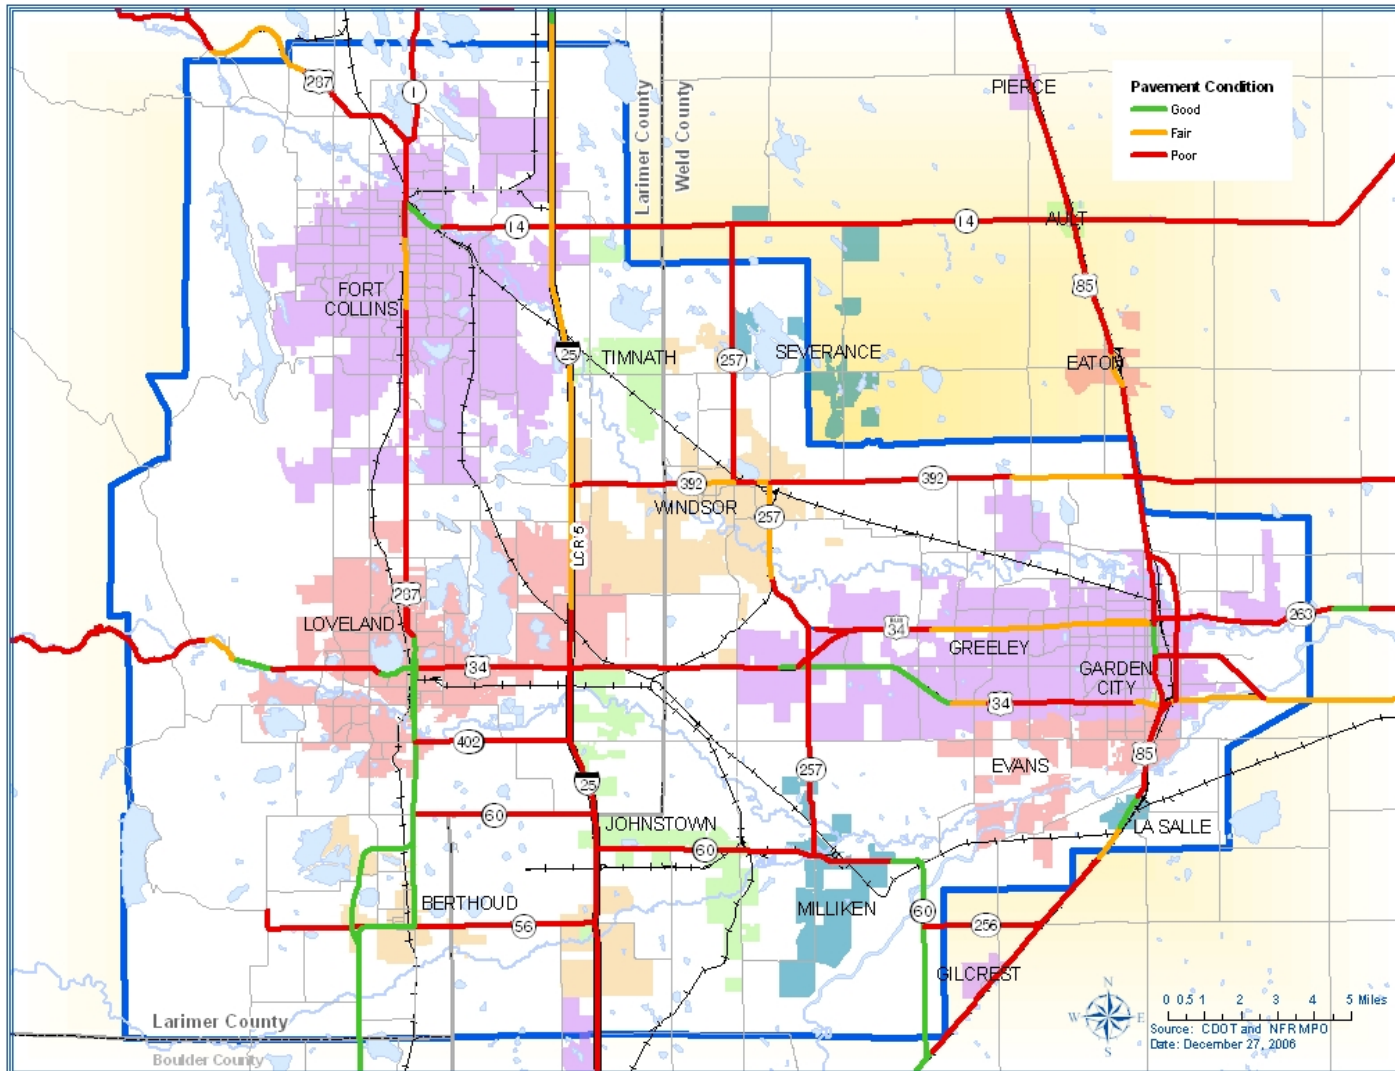 287
1
Larimer County
Weld County
PIERCE
Pavement Condition
Good
Fair
Poor
14
14
AULT
85
FORT
COLLINS
25
TIMNATH
257
SEVERANCE
EATON
392
392
WINDSOR
257
LCR 5
287
LOVELAND
BUS
34
263
GREELEY
34
GARDEN
CITY
34
402
257
EVANS
85
25
60
JOHNSTOWN
60
LA SALLE
BERTHOUD
MILLIKEN
60
56
256
GILCREST
N
W
E
S
0 0.5 1 2 3 4 5 Miles
Source: CDOT and NFRMPO
Date: December 27, 2006
Larimer County
Boulder County